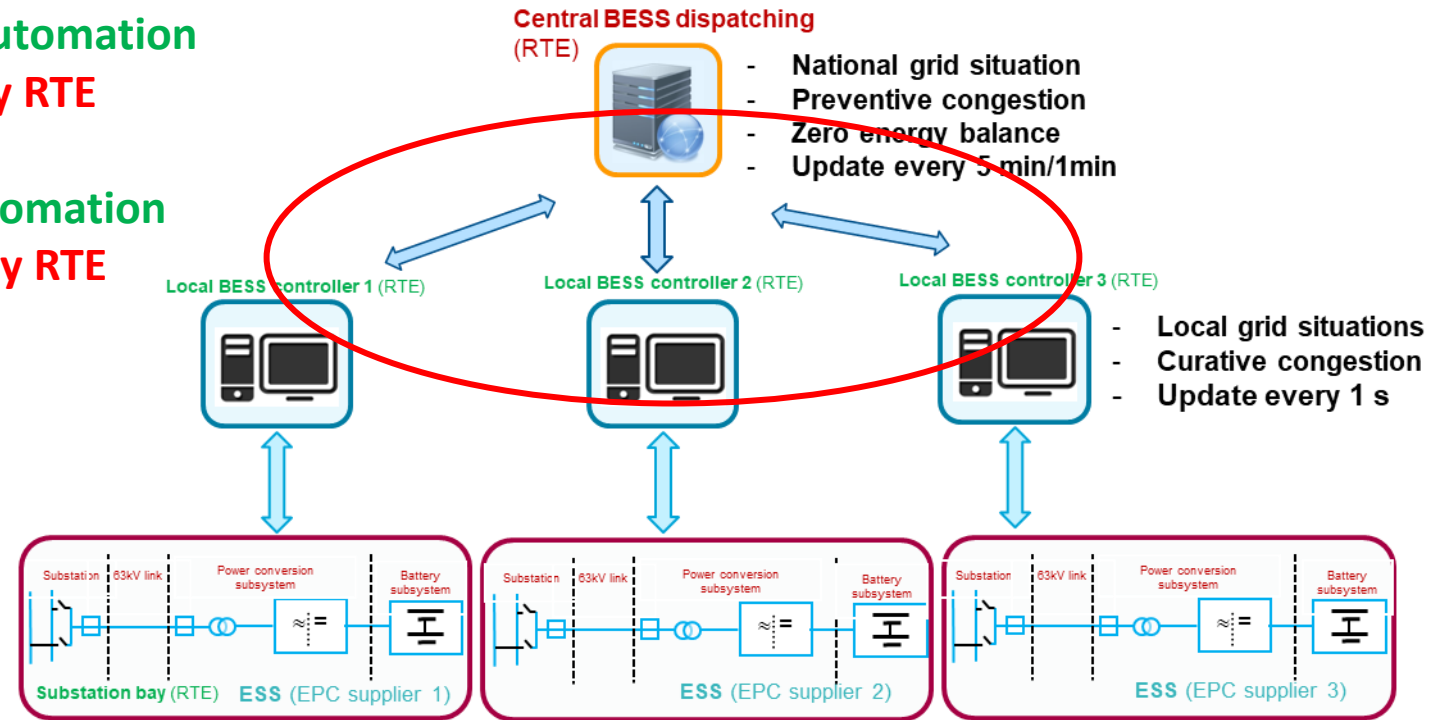 utomation
y RTE
omation
y RTE
Central BESS dispatching
(RTE)
- National grid situation
- Preventive congestion
- Zero energy balance
- Update every 5 min/1min
Local BESS controller 1 (RTE)
Local BESS controller 2 (RTE)
Local BESS controller 3 (RTE)
- Local grid situations
- Curative congestion
- Update every 1 s
Substation
63kV link
Power conversion
subsystem
Battery
subsystem
≈ =
Substation bay (RTE)
ESS (EPC supplier 1)
Substation
63kV link
Power conversion
subsystem
Battery
subsystem
≈ =
ESS (EPC supplier 2)
Substation
63kV link
Power conversion
subsystem
Battery
subsystem
≈ =
ESS (EPC supplier 3)